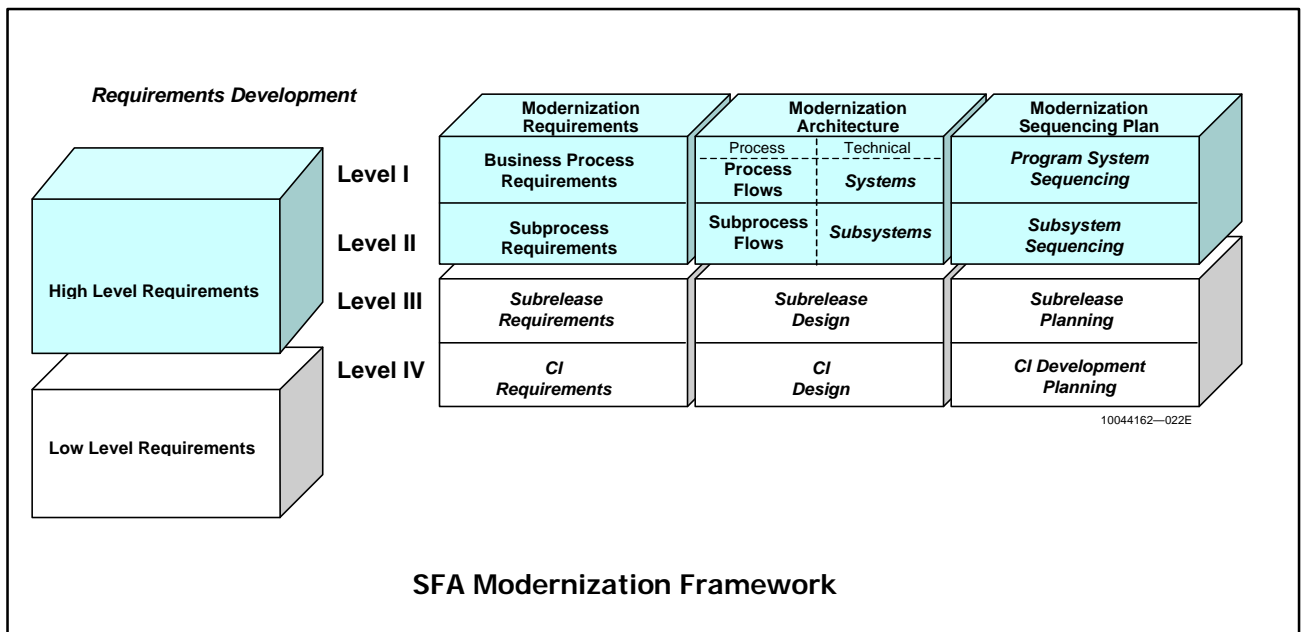 Requirements Development
Modernization
Requirements
Modernization
Architecture
Modernization
Sequencing Plan
Level I
Business Process
Requirements
Process
Technical
Process
Flows
Systems
Program System
Sequencing
Level II
Subprocess
Requirements
Subprocess
Flows
Subsystems
Subsystem
Sequencing
High Level Requirements
Level III
Subrelease
Requirements
Subrelease
Design
Subrelease
Planning
Level IV
CI
Requirements
CI
Design
CI Development
Planning
10044162—022E
Low Level Requirements
SFA Modernization Framework